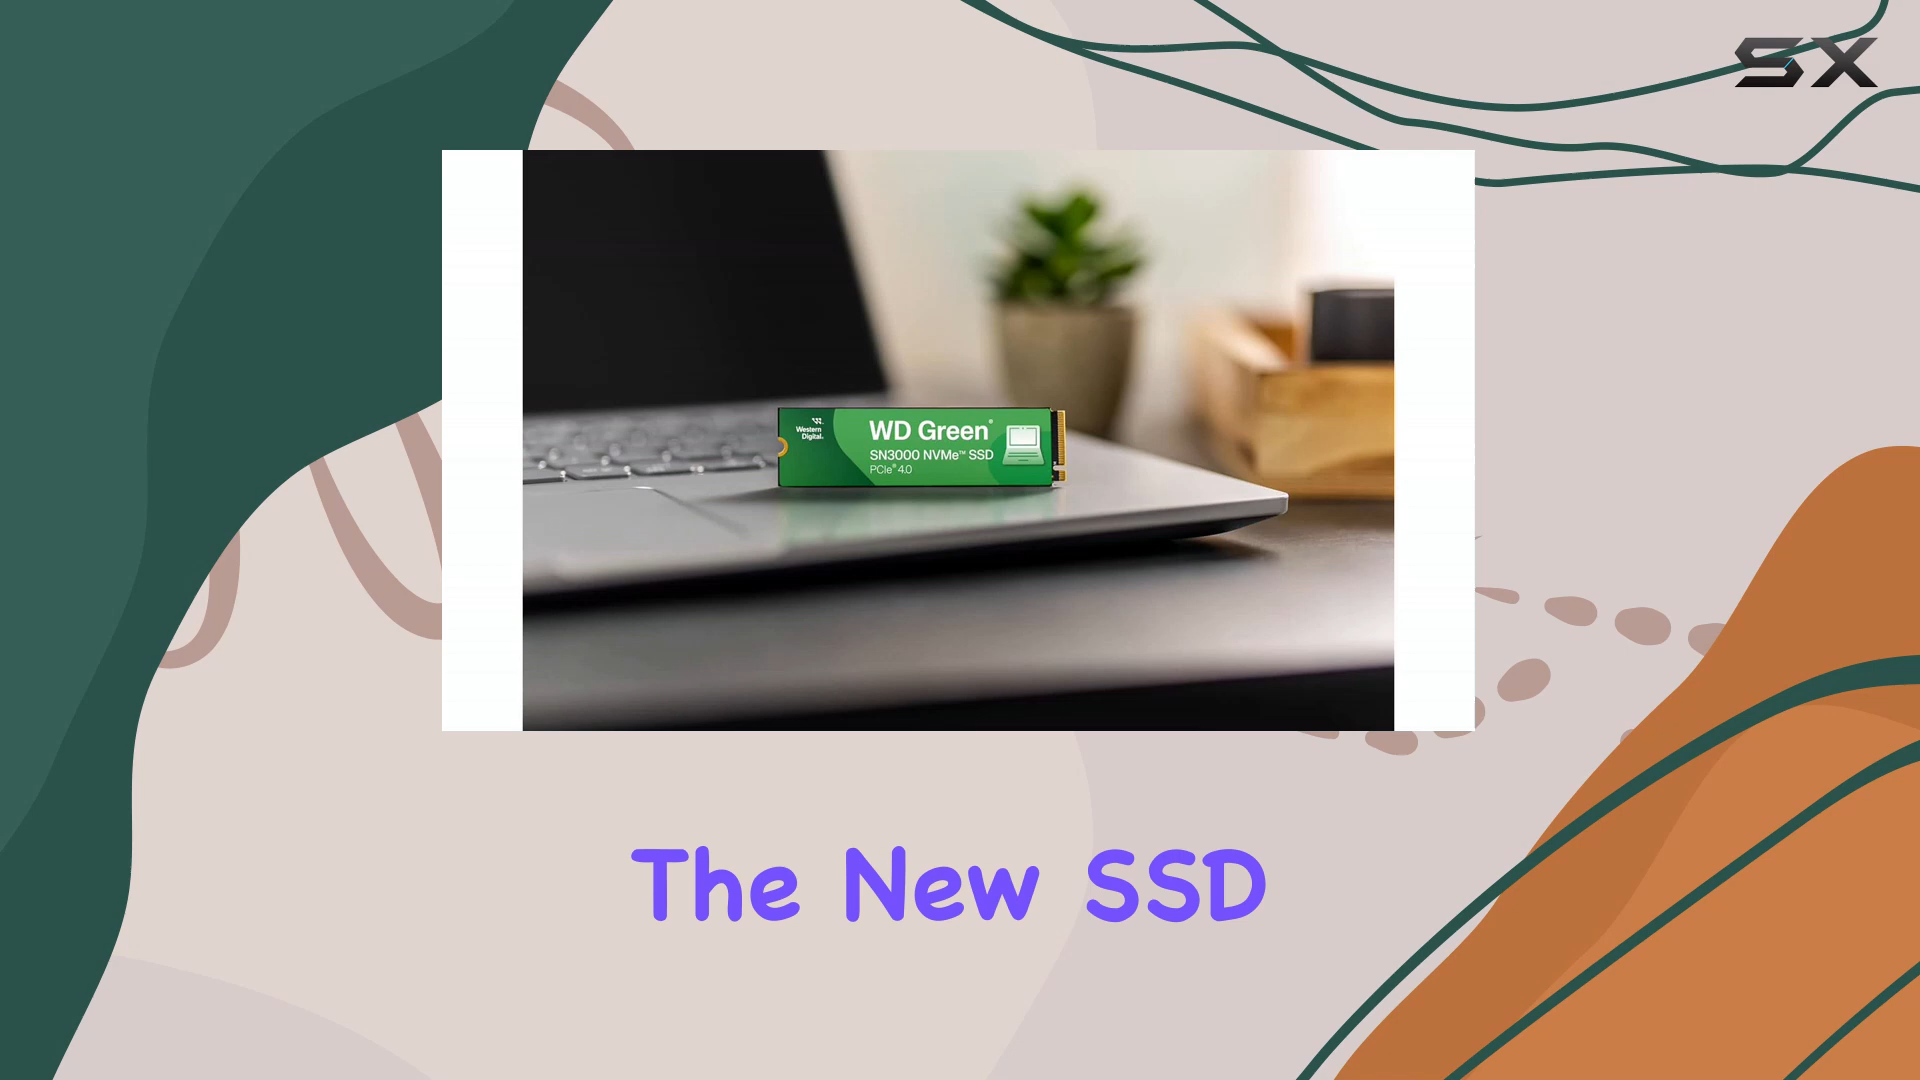 SX
Western
Digital®
WD Green®
SN3000 NVMe™ SSD
PCIe® 4.0
The New SSD